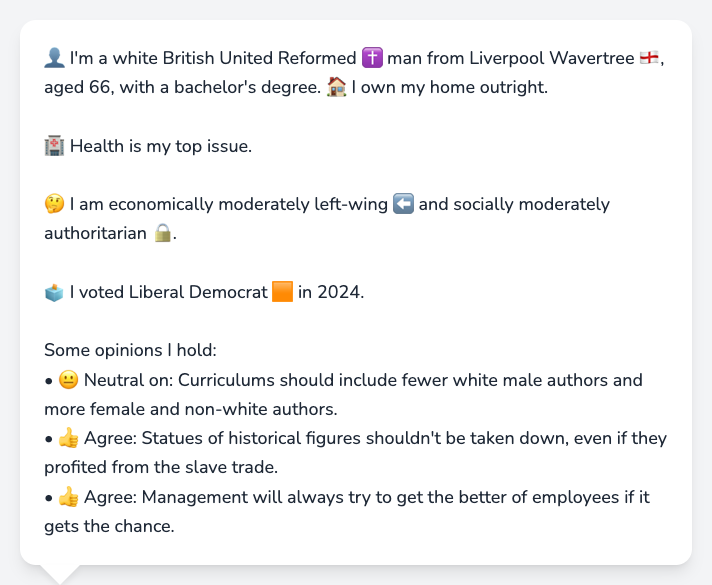 👤 I'm a white British United Reformed ✝️ man from Liverpool Wavertree 🏴󠁧󠁢󠁥󠁮󠁧󠁿,
aged 66, with a bachelor's degree. 🏠 I own my home outright.
🏥 Health is my top issue.
🤔 I am economically moderately left-wing ⬅️ and socially moderately
authoritarian 🔒.
🗳️ I voted Liberal Democrat 🟧 in 2024.
Some opinions I hold:
• 😐 Neutral on: Curriculums should include fewer white male authors and
more female and non-white authors.
• 👍 Agree: Statues of historical figures shouldn't be taken down, even if they
profited from the slave trade.
• 👍 Agree: Management will always try to get the better of employees if it
gets the chance.